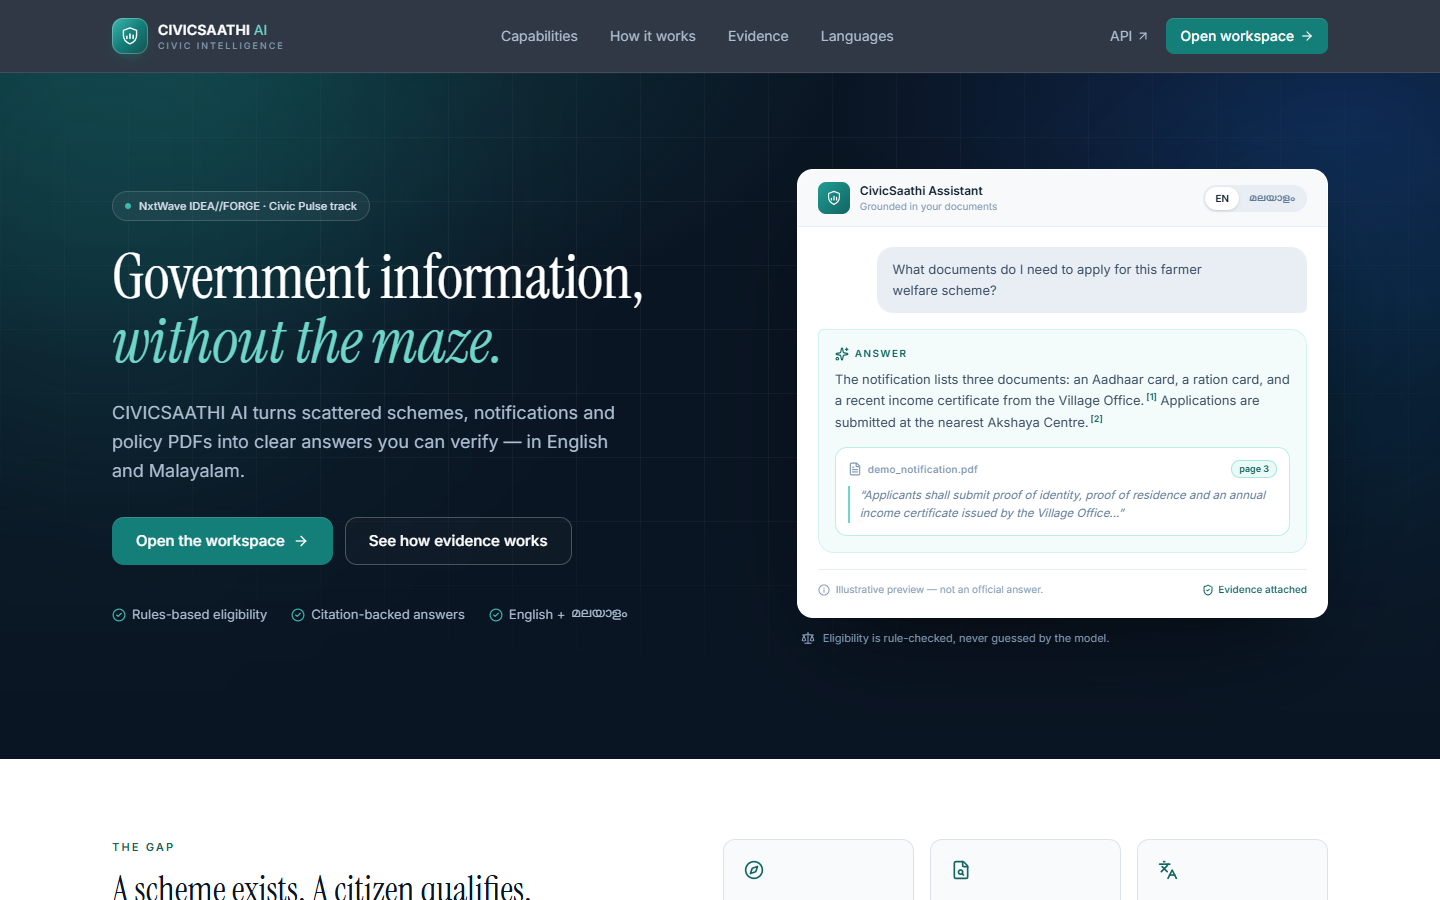 CIVICSAATHI AI
CIVIC INTELLIGENCE
Capabilities
How it works
Evidence
Languages
API
Open workspace
NxtWave IDEA//FORGE · Civic Pulse track
Government information,
without the maze.
CIVICSAATHI AI turns scattered schemes, notifications and
policy PDFs into clear answers you can verify — in English
and Malayalam.
Open the workspace
See how evidence works
Rules-based eligibility
Citation-backed answers
English + മലയാളം
CivicSaathi Assistant
Grounded in your documents
EN
മലയാളം
What documents do I need to apply for this farmer
welfare scheme?
ANSWER
The notification lists three documents: an Aadhaar card, a ration card, and
a recent income certificate from the Village Office. [1] Applications are
submitted at the nearest Akshaya Centre. [2]
demo_notification.pdf
page 3
“Applicants shall submit proof of identity, proof of residence and an annual
income certificate issued by the Village Office…”
Illustrative preview — not an official answer.
Evidence attached
Eligibility is rule-checked, never guessed by the model.
THE GAP
A scheme exists. A citizen qualifies.